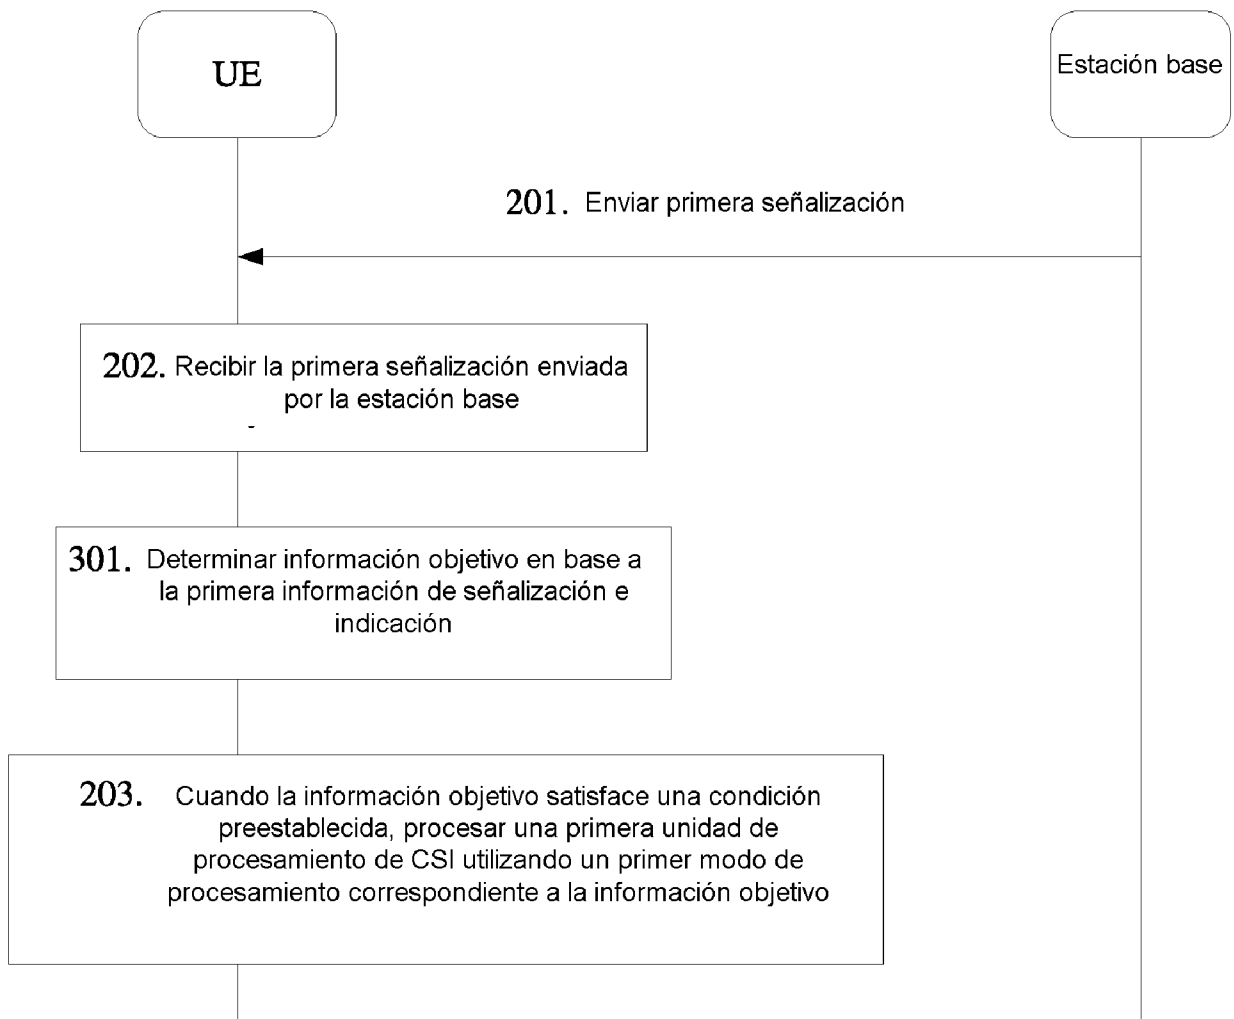 UE
Estación base
201. Enviar primera señalización
202. Recibir la primera señalización enviada
por la estación base
301. Determinar información objetivo en base a
la primera información de señalización e
indicación
203. Cuando la información objetivo satisface una condición
preestablecida, procesar una primera unidad de
procesamiento de CSI utilizando un primer modo de
procesamiento correspondiente a la información objetivo